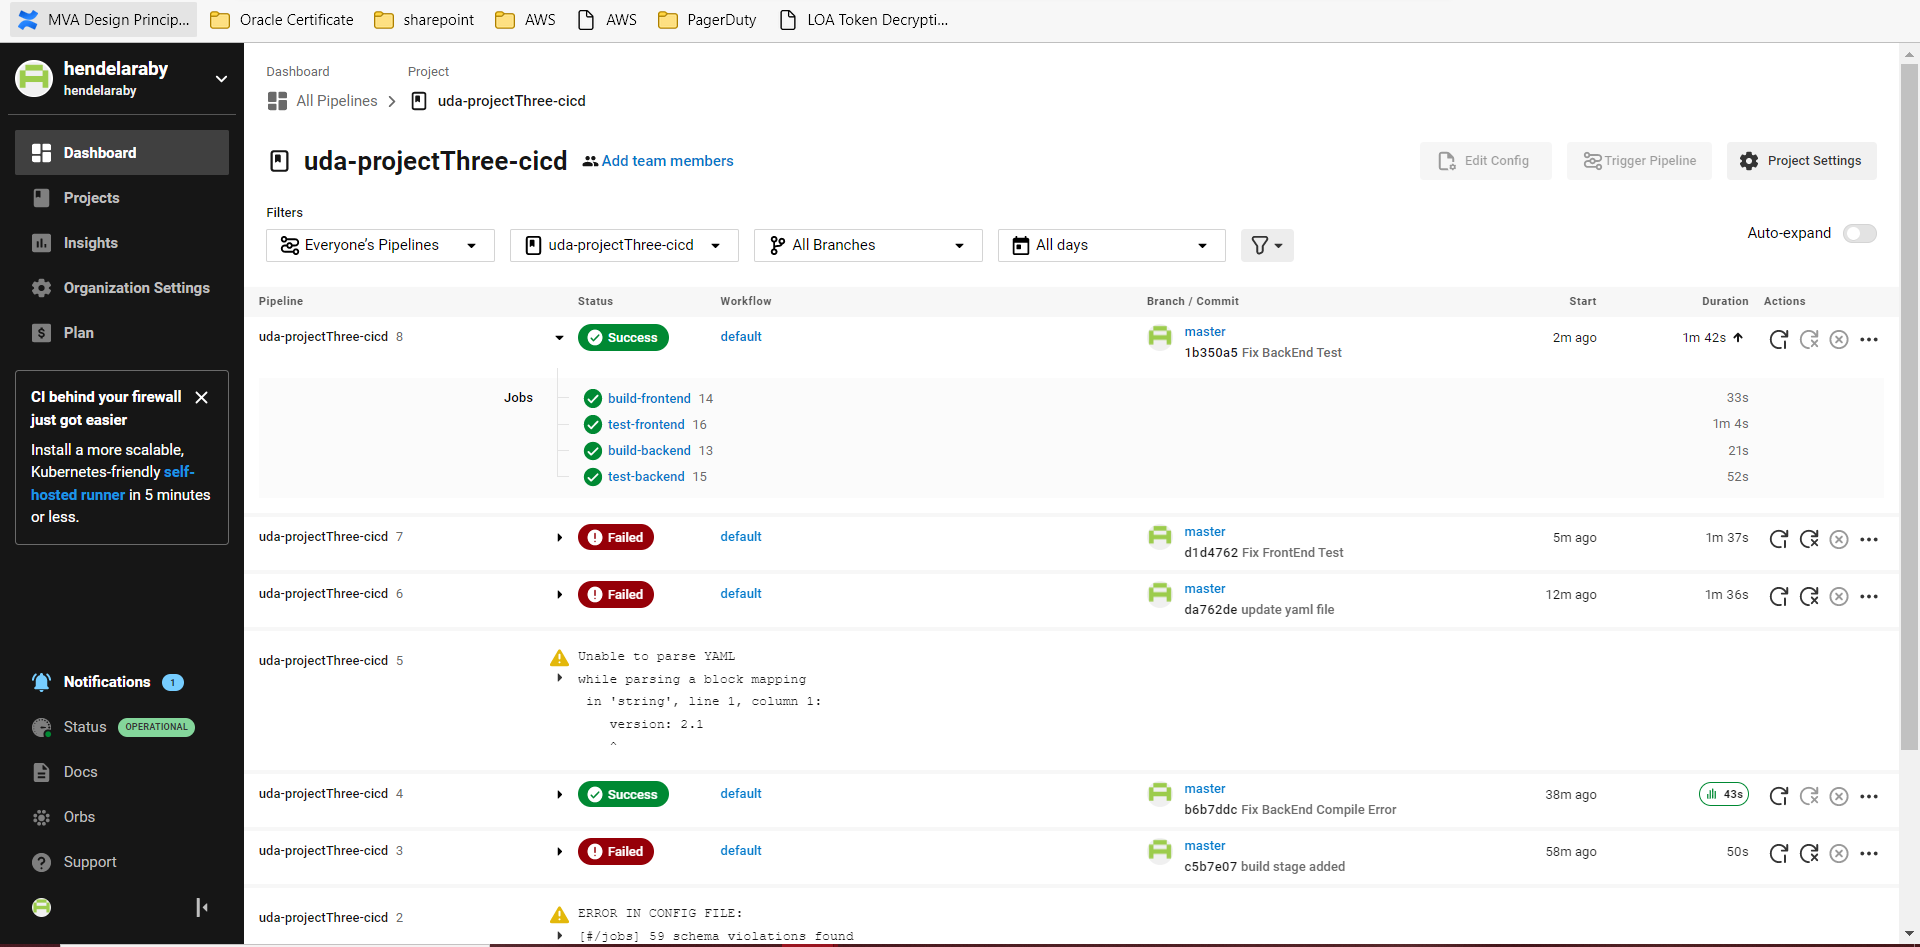 MVA Design Princip... Oracle Certificate sharepoint AWS AWS PagerDuty LOA Token Decrypti...
hendelaraby
hendelaraby
Dashboard
Projects
Insights
Organization Settings
Plan
CI behind your firewall
just got easier
Install a more scalable,
Kubernetes-friendly self-
hosted runner in 5 minutes
or less.
Notifications 1
Status OPERATIONAL
Docs
Orbs
Support
Dashboard Project
All Pipelines uda-projectThree-cicd
uda-projectThree-cicd Add team members Edit Config Trigger Pipeline Project Settings
Filters
Everyone's Pipelines uda-projectThree-cicd All Branches All days Auto-expand
Pipeline Status Workflow Branch / Commit Start Duration Actions
uda-projectThree-cicd 8 Success default master 2m ago 1m 42s
1b350a5 Fix BackEnd Test
Jobs build-frontend 14 33s
test-frontend 16 1m 4s
build-backend 13 21s
test-backend 15 52s
uda-projectThree-cicd 7 Failed default master 5m ago 1m 37s
d1d4762 Fix FrontEnd Test
uda-projectThree-cicd 6 Failed default master 12m ago 1m 36s
da762de update yaml file
uda-projectThree-cicd 5 Unable to parse YAML
while parsing a block mapping
in 'string', line 1, column 1:
version: 2.1
^
uda-projectThree-cicd 4 Success default master 38m ago 43s
b6b7ddc Fix BackEnd Compile Error
uda-projectThree-cicd 3 Failed default master 58m ago 50s
c5b7e07 build stage added
uda-projectThree-cicd 2 ERROR IN CONFIG FILE:
[#/jobs] 59 schema violations found